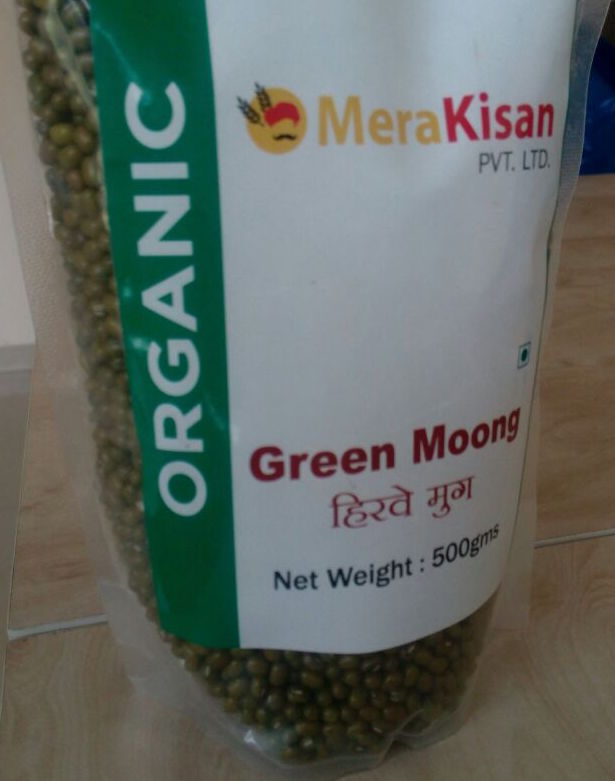 ORGANIC
MeraKisan
PVT. LTD.
Green Moong
हिरवे मुग
Net Weight : 500gms